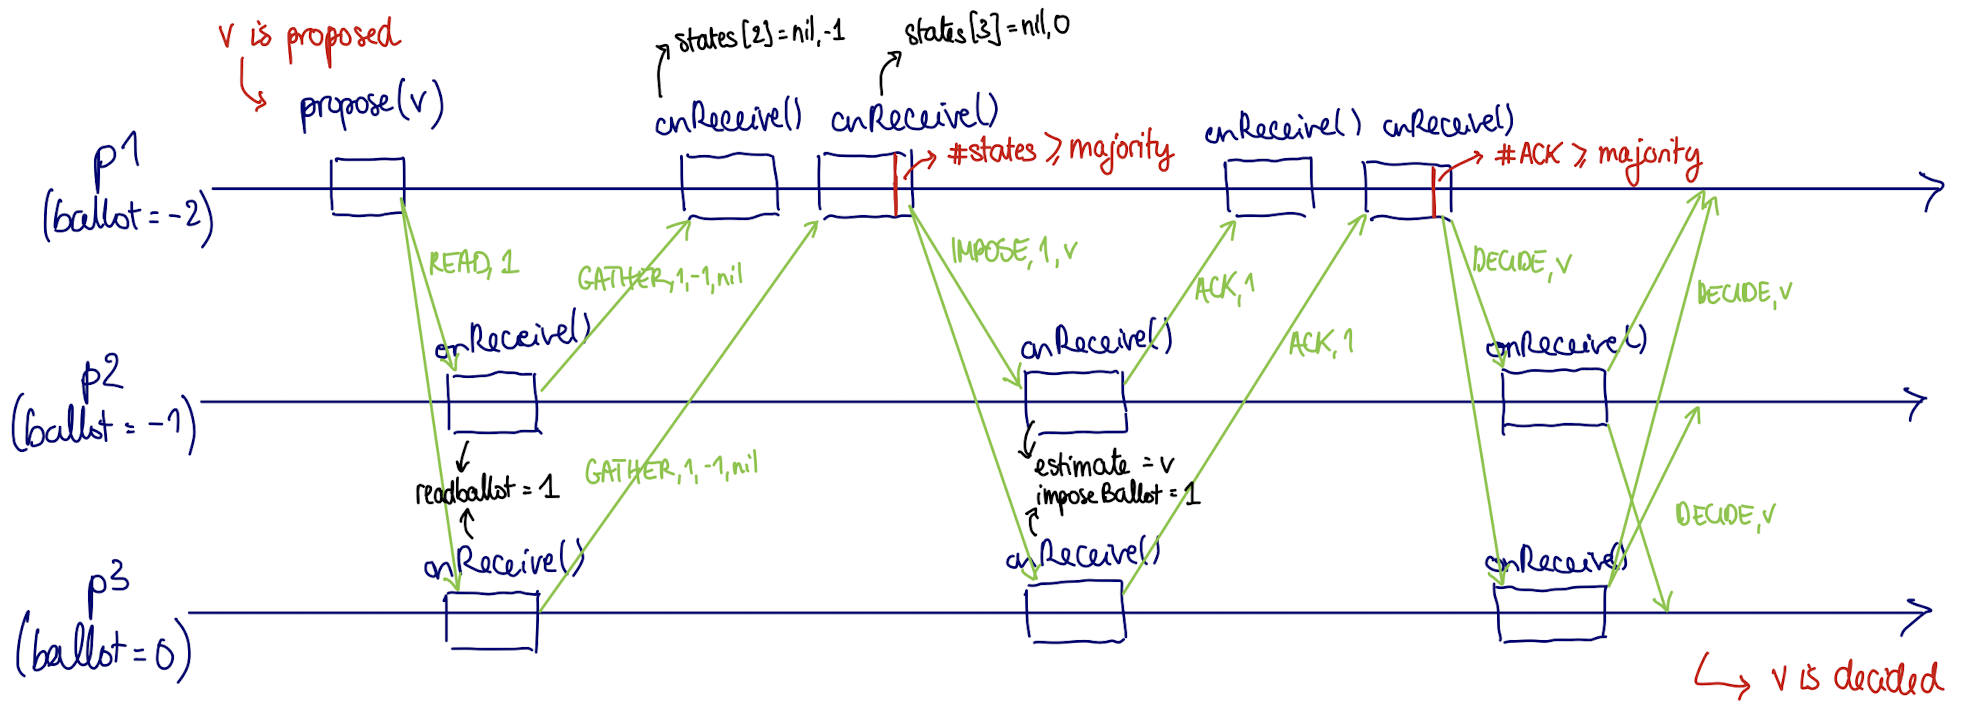 v is proposed
propose(v)
states[2]=nil,-1
states[3]=nil,0
onReceive()
onReceive()
#states ⩾ majority
onReceive()
onReceive()
#ACK ⩾ majority
p1
(ballot = -2)
READ, 1
GATHER,1,-1,nil
IMPOSE, 1, v
ACK, 1
DECIDE, v
DECIDE, v
onReceive()
onReceive()
onReceive()
ACK, 1
p2
(ballot = -1)
readballot = 1
GATHER, 1, -1, nil
estimate = v
imposeBallot = 1
DECIDE, v
onReceive()
onReceive()
onReceive()
p3
(ballot = 0)
v is decided